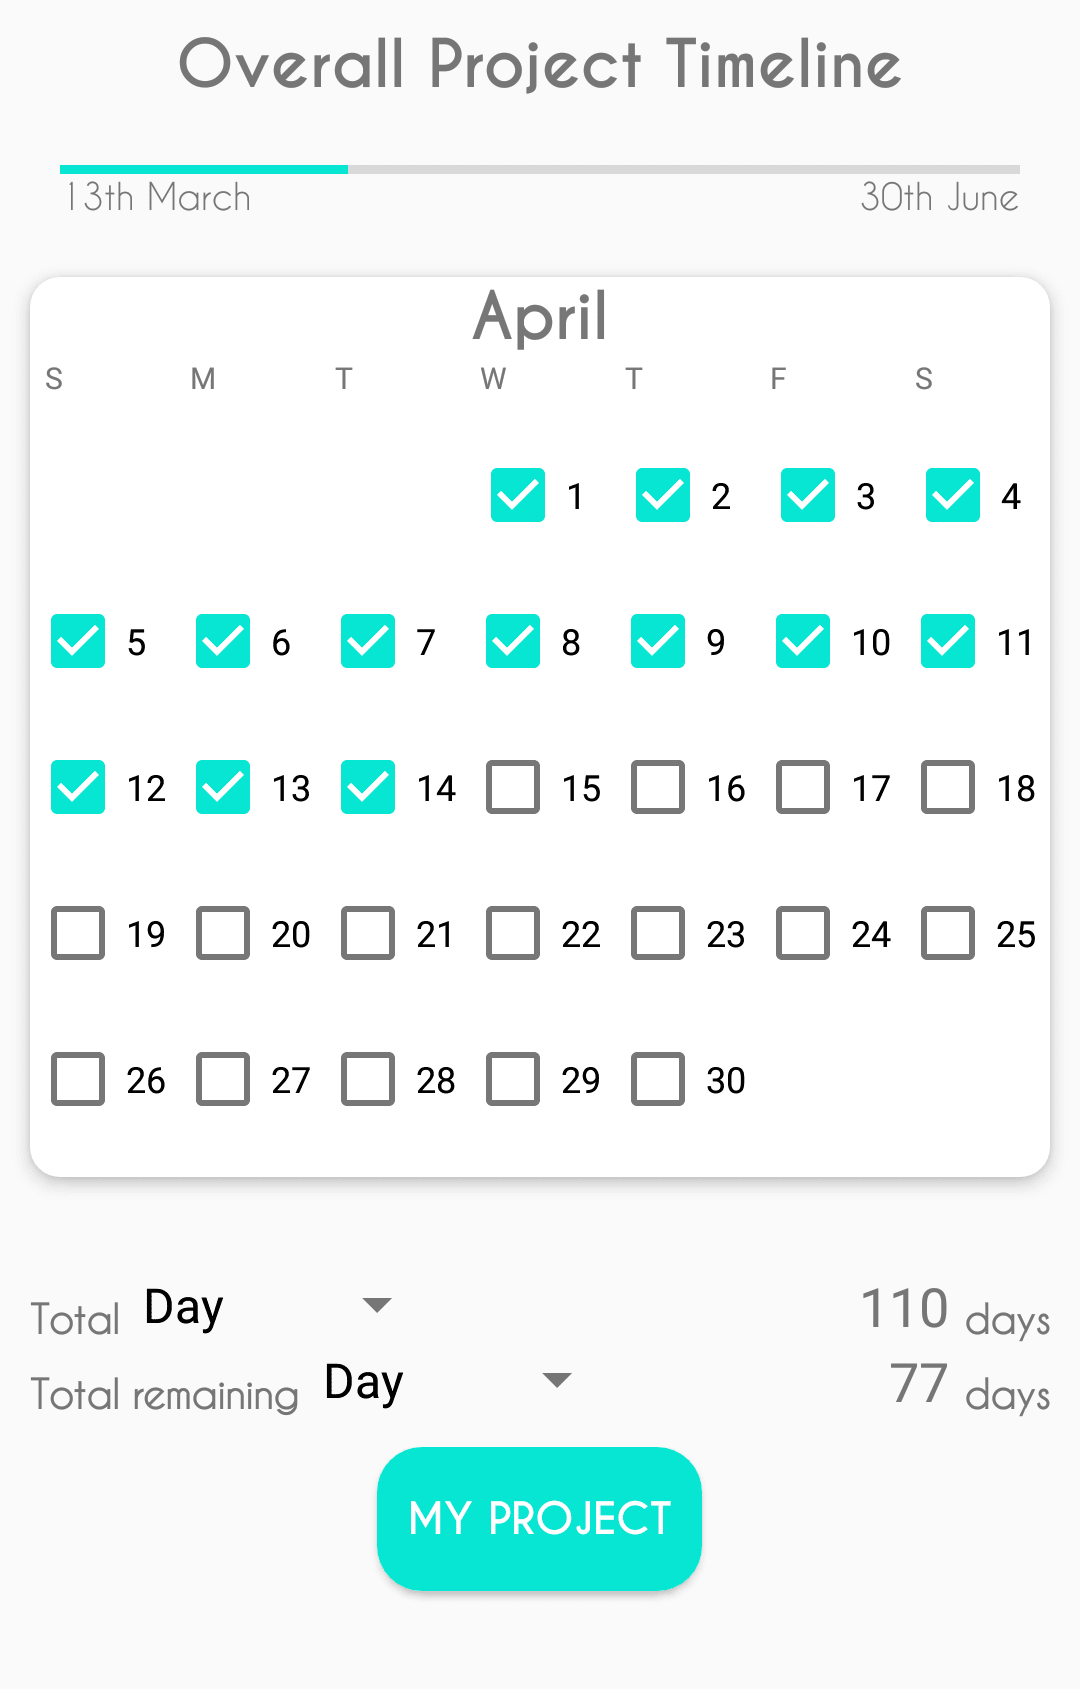 Overall Project Timeline
13th March 30th June
April
S M T W T F S
1 2 3 4
5 6 7 8 9 10 11
12 13 14 15 16 17 18
19 20 21 22 23 24 25
26 27 28 29 30
Total Day 110 days
Total remaining Day 77 days
MY PROJECT